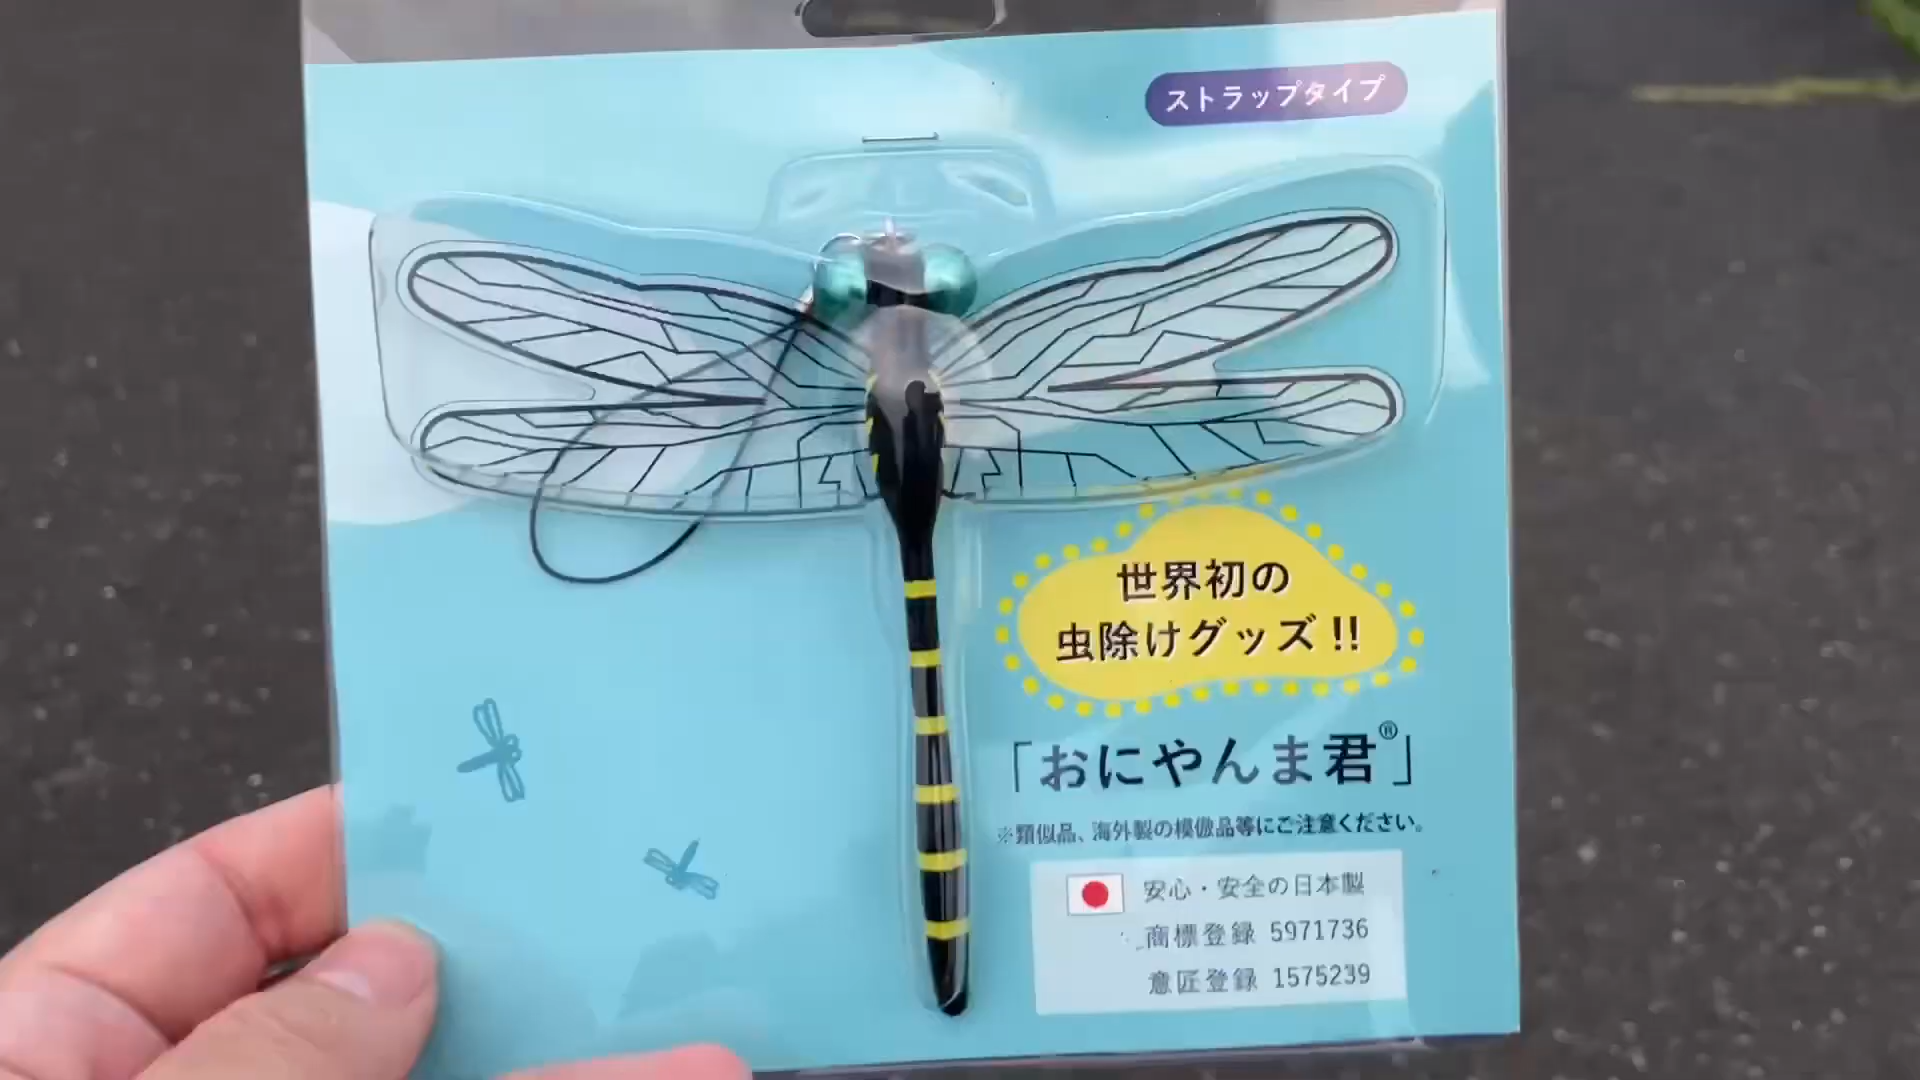 ストラップタイプ
世界初の
虫除けグッズ!!
「おにやんま君®」
※類似品、海外製の模倣品等にご注意ください。
安心・安全の日本製
商標登録 5971736
意匠登録 1575239